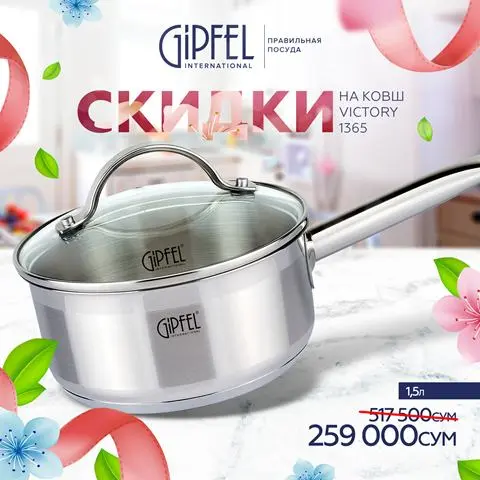 GIPFEL
INTERNATIONAL
ПРАВИЛЬНАЯ
ПОСУДА
СКИДКИ
НА КОВШ
VICTORY
1365
GIPFEL
GIPFEL
INTERNATIONAL
1,5л
517 500СУМ
259 000СУМ